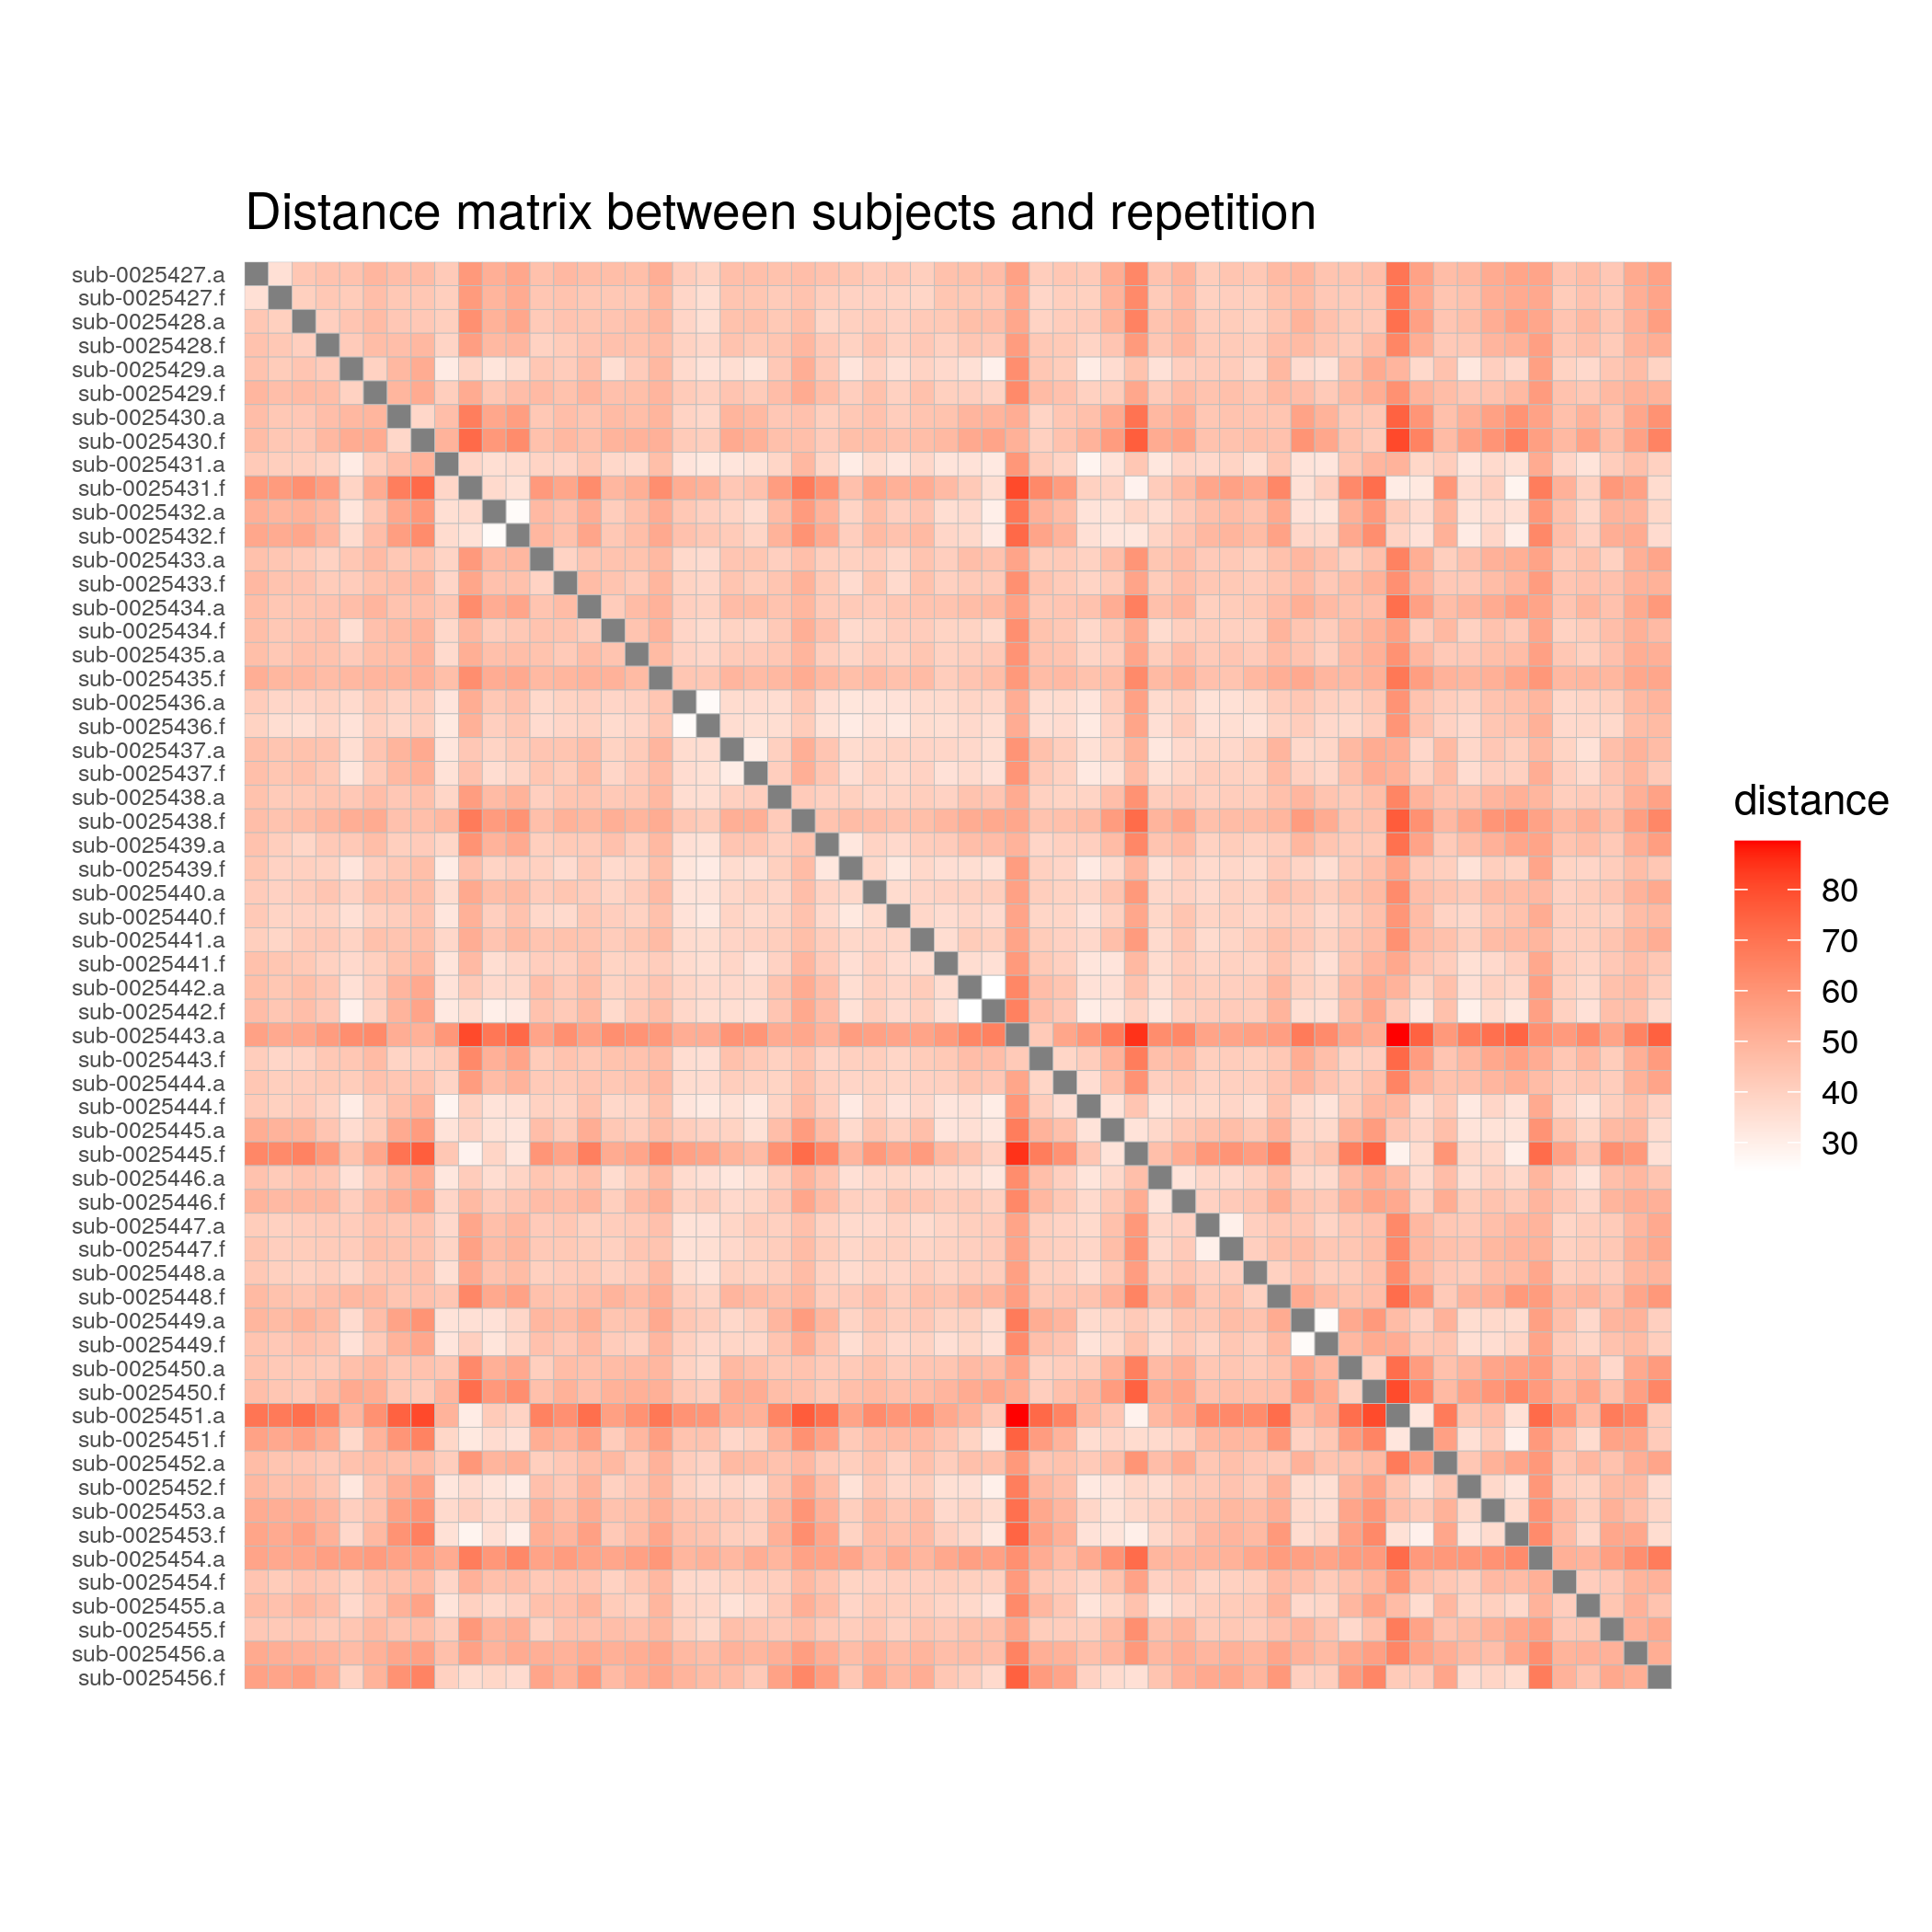 Distance matrix between subjects and repetition
sub-0025427.a
sub-0025427.f
sub-0025428.a
sub-0025428.f
sub-0025429.a
sub-0025429.f
sub-0025430.a
sub-0025430.f
sub-0025431.a
sub-0025431.f
sub-0025432.a
sub-0025432.f
sub-0025433.a
sub-0025433.f
sub-0025434.a
sub-0025434.f
sub-0025435.a
sub-0025435.f
sub-0025436.a
sub-0025436.f
sub-0025437.a
sub-0025437.f
sub-0025438.a
sub-0025438.f
sub-0025439.a
sub-0025439.f
sub-0025440.a
sub-0025440.f
sub-0025441.a
sub-0025441.f
sub-0025442.a
sub-0025442.f
sub-0025443.a
sub-0025443.f
sub-0025444.a
sub-0025444.f
sub-0025445.a
sub-0025445.f
sub-0025446.a
sub-0025446.f
sub-0025447.a
sub-0025447.f
sub-0025448.a
sub-0025448.f
sub-0025449.a
sub-0025449.f
sub-0025450.a
sub-0025450.f
sub-0025451.a
sub-0025451.f
sub-0025452.a
sub-0025452.f
sub-0025453.a
sub-0025453.f
sub-0025454.a
sub-0025454.f
sub-0025455.a
sub-0025455.f
sub-0025456.a
sub-0025456.f
distance
80
70
60
50
40
30